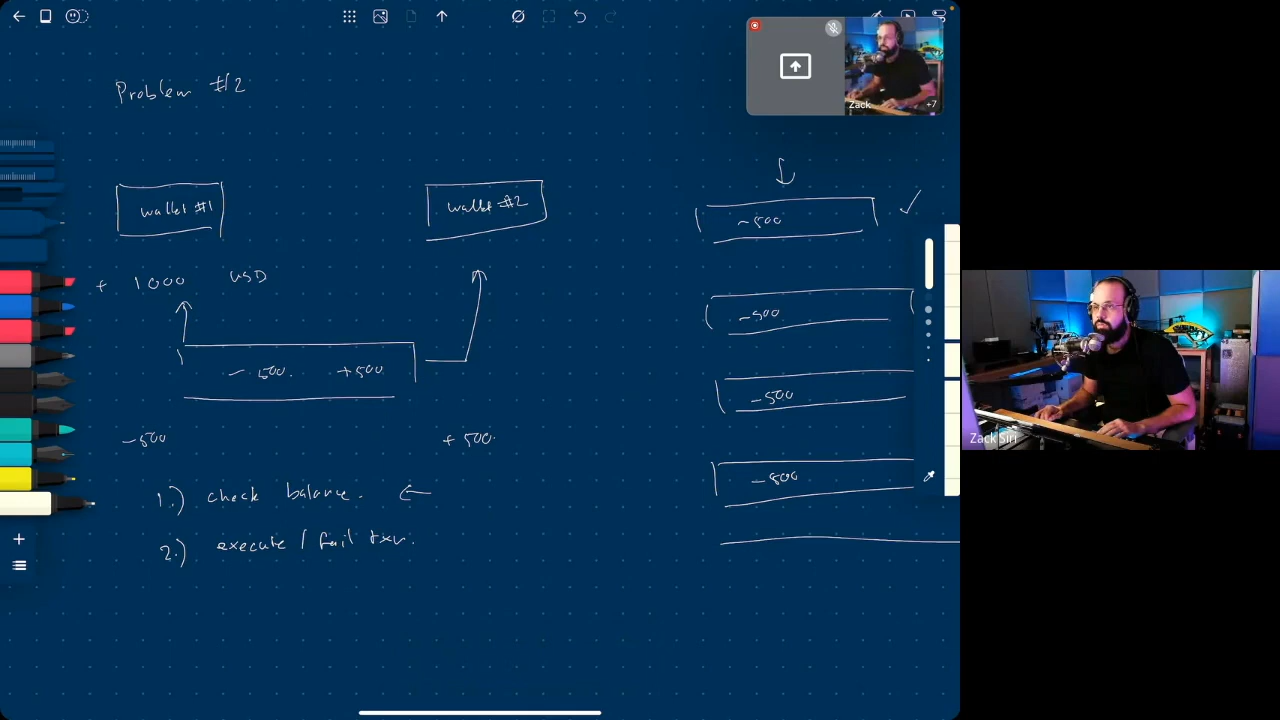 Problem #2
Zack
+7
wallet #1
wallet #2
-500
+ 1000 USD
-500
-500. +500
-500
-500 +500.
-500
1.) check balance. ←
2.) execute / fail txn.
Zack Siri